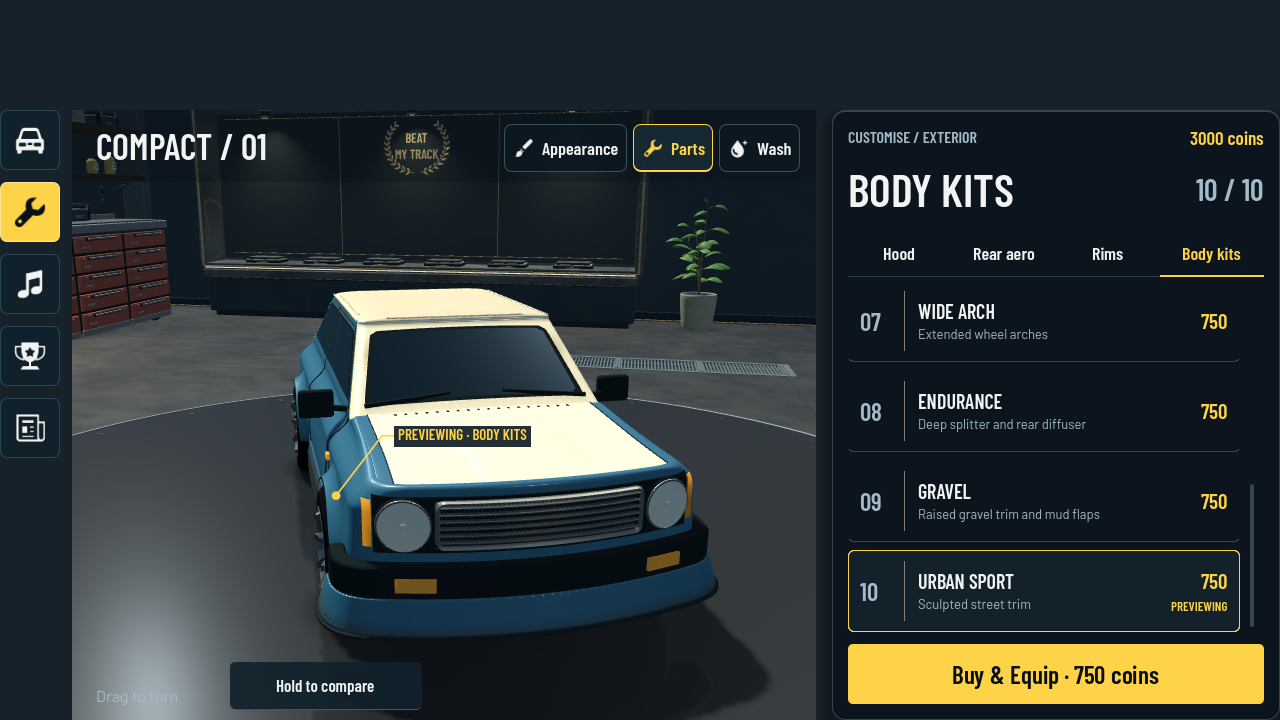 COMPACT / 01
BEAT
MY TRACK
Appearance
Parts
Wash
PREVIEWING · BODY KITS
Drag to turn
Hold to compare
CUSTOMISE / EXTERIOR
3000 coins
BODY KITS
10 / 10
Hood
Rear aero
Rims
Body kits
07
WIDE ARCH
Extended wheel arches
750
08
ENDURANCE
Deep splitter and rear diffuser
750
09
GRAVEL
Raised gravel trim and mud flaps
750
10
URBAN SPORT
Sculpted street trim
750
PREVIEWING
Buy & Equip · 750 coins